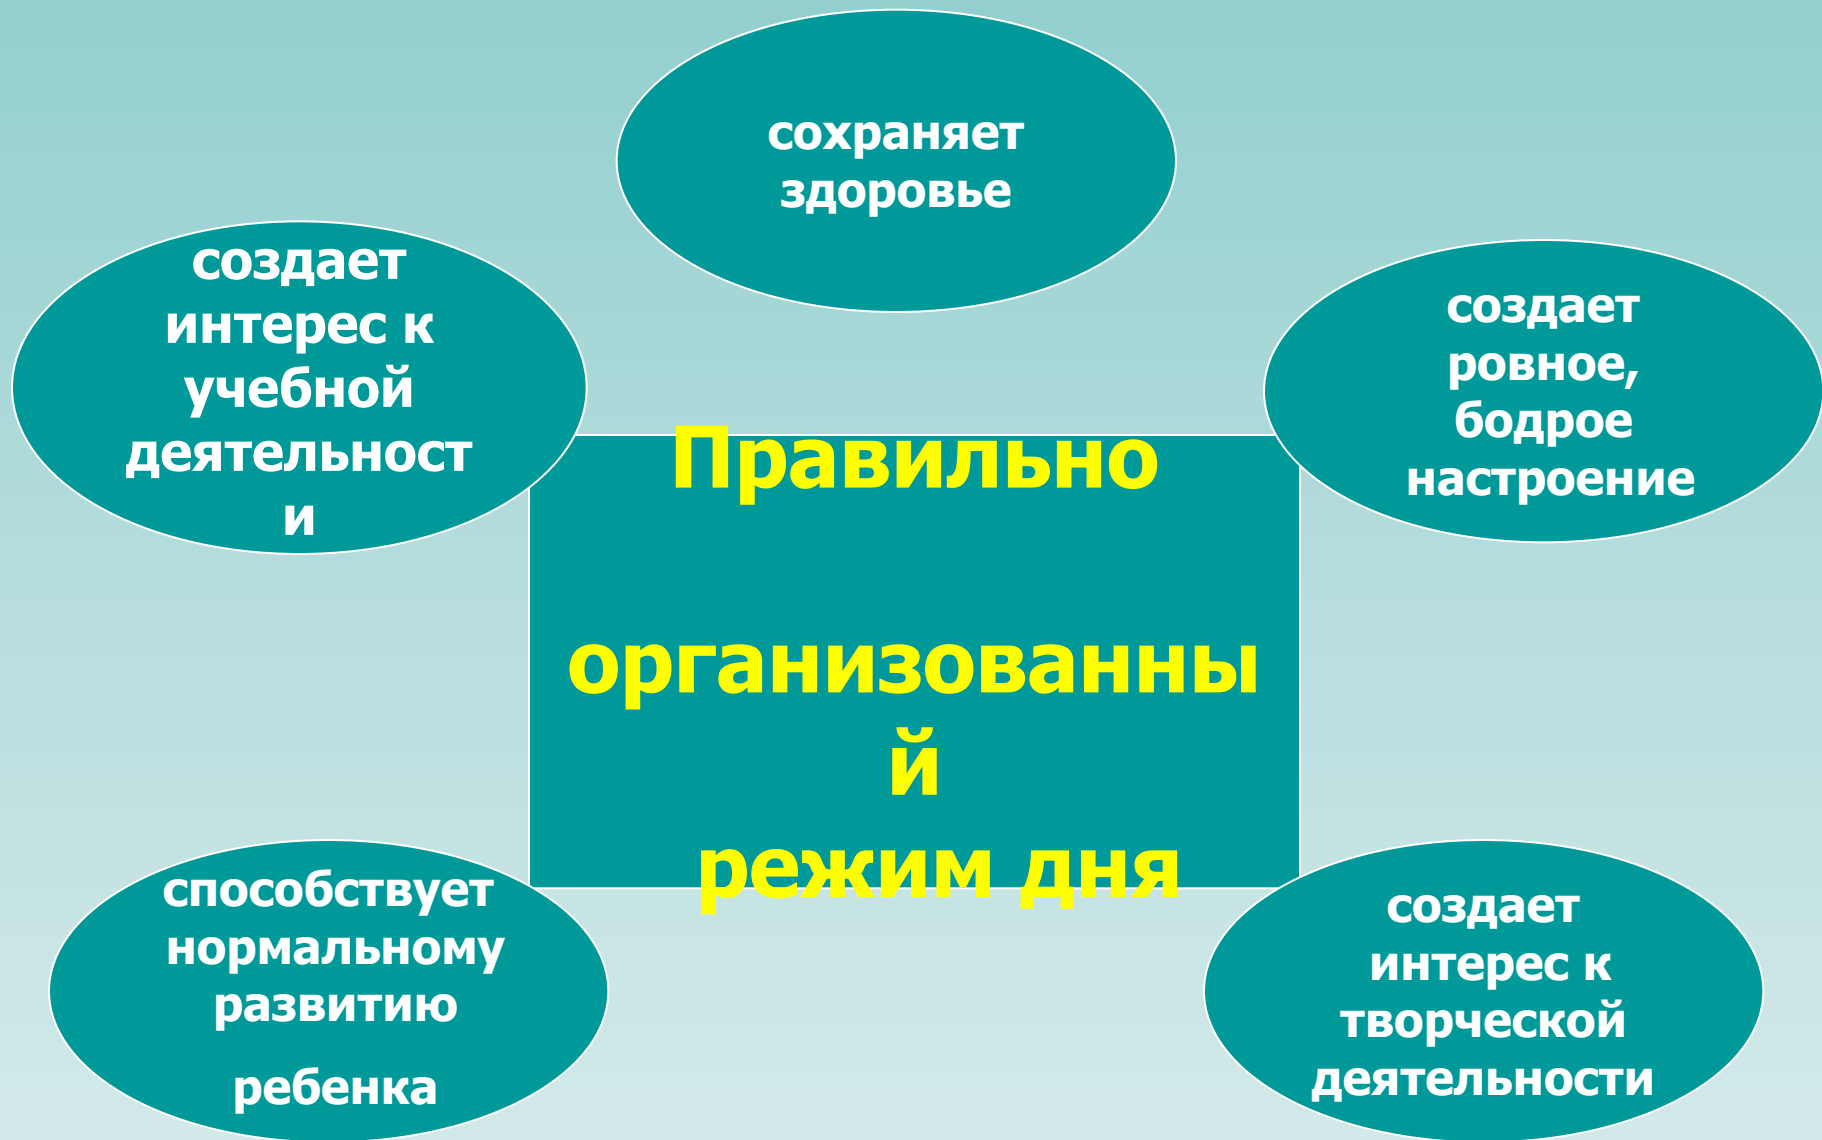 сохраняет
здоровье
создает
интерес к
учебной
деятельност
и
создает
ровное,
бодрое
настроение
Правильно
организованны
й
режим дня
способствует
нормальному
развитию
ребенка
создает
интерес к
творческой
деятельности